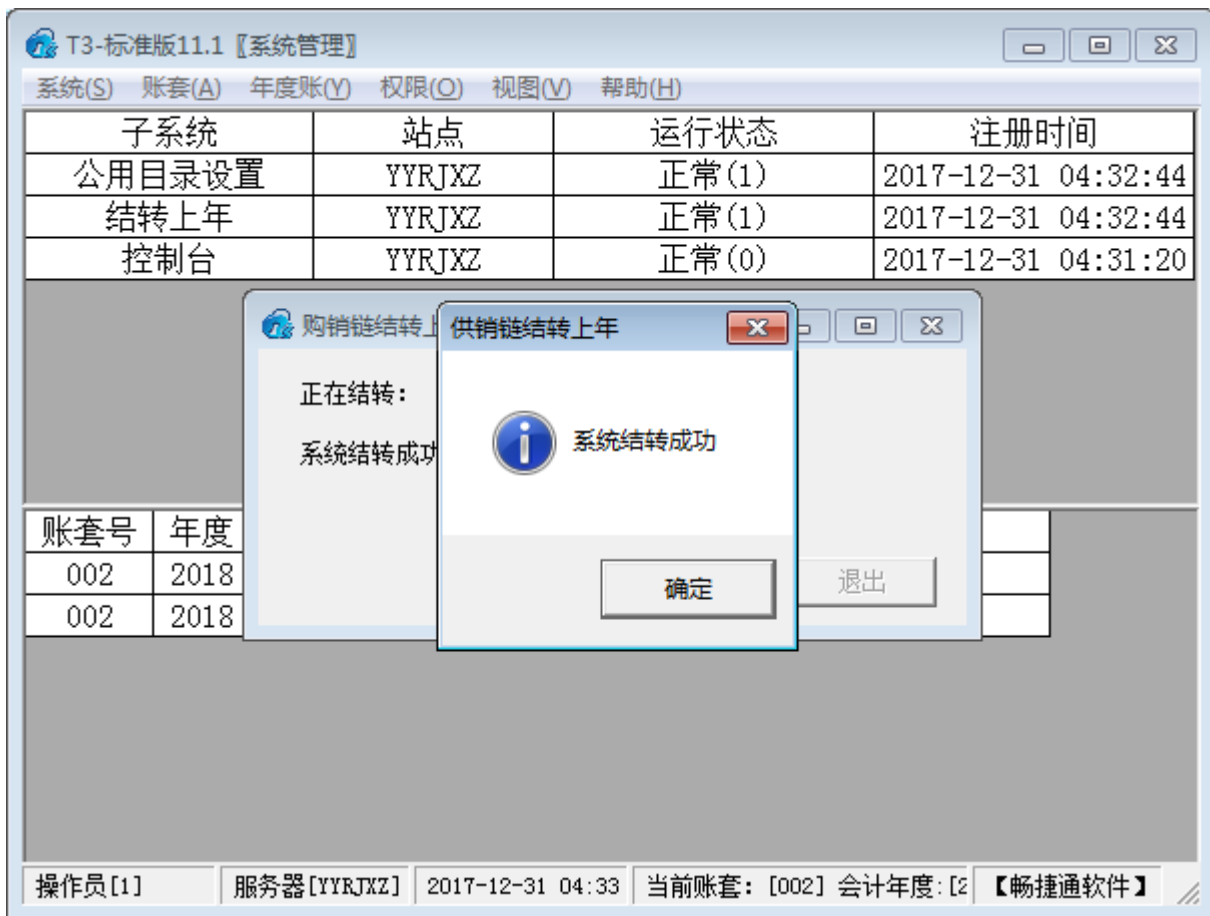 T3-标准版11.1〖系统管理〗
系统(S) 账套(A) 年度账(Y) 权限(O) 视图(V) 帮助(H)
子系统 站点 运行状态 注册时间
公用目录设置 YYRJXZ 正常(1) 2017-12-31 04:32:44
结转上年 YYRJXZ 正常(1) 2017-12-31 04:32:44
控制台 YYRJXZ 正常(0) 2017-12-31 04:31:20
购销链结转上
供销链结转上年
正在结转：
系统结转成功
系统结转成功
确定
退出
账套号 年度
002 2018
002 2018
操作员[1] 服务器[YYRJXZ] 2017-12-31 04:33 当前账套：[002] 会计年度:[2 【畅捷通软件】